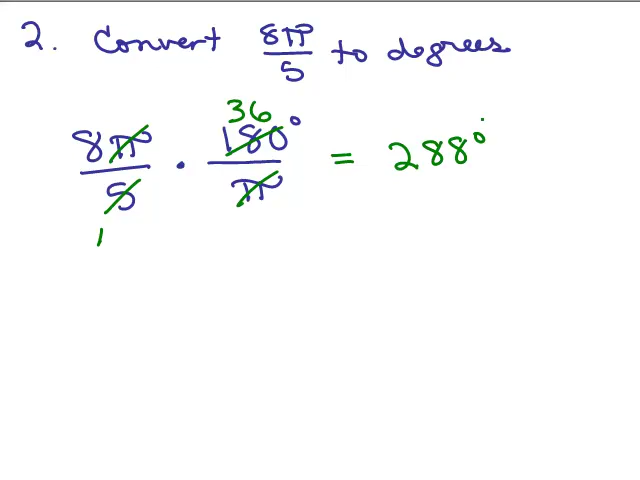 2. Convert 8π/5 to degrees
36
8π/5 · 180°/π = 288°
1